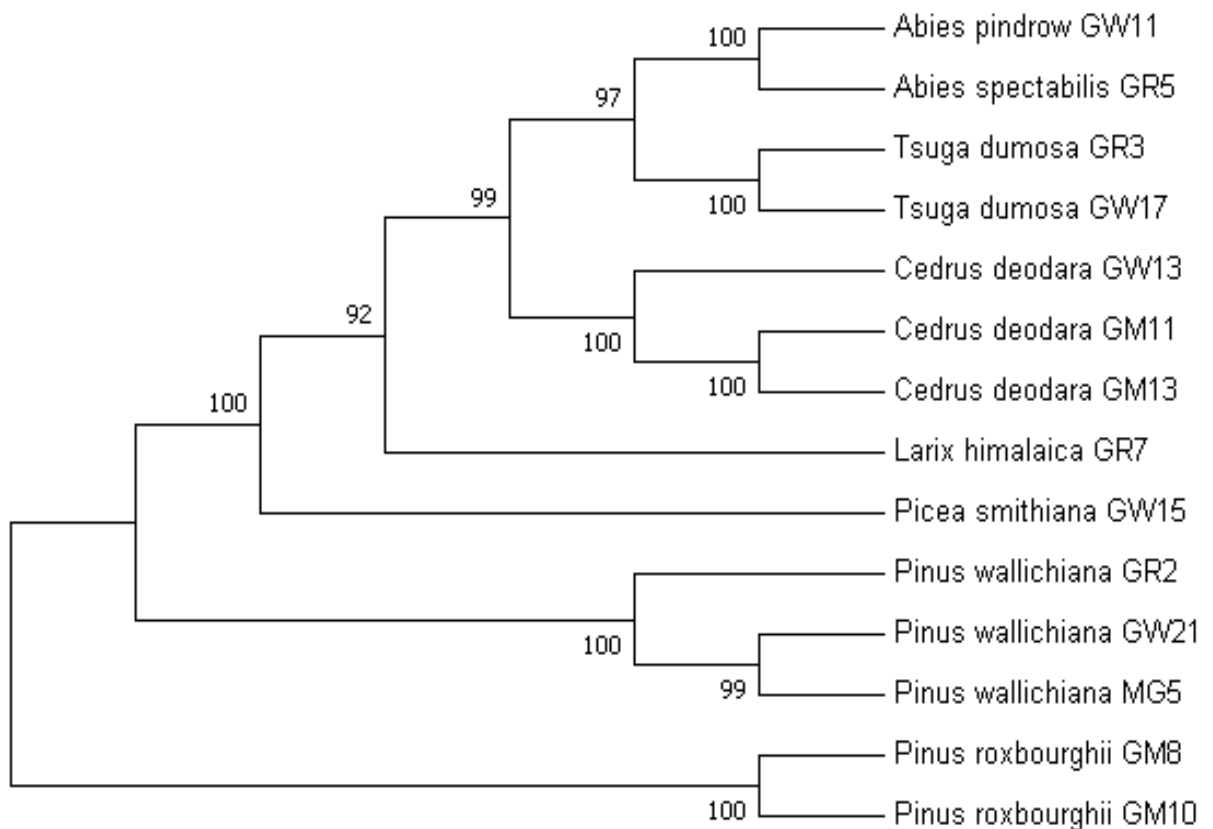 100
Abies pindrow GW11
Abies spectabilis GR5
97
Tsuga dumosa GR3
100
Tsuga dumosa GW17
99
Cedrus deodara GW13
100
Cedrus deodara GM11
100
Cedrus deodara GM13
92
Larix himalaica GR7
100
Picea smithiana GW15
Pinus wallichiana GR2
100
Pinus wallichiana GW21
99
Pinus wallichiana MG5
Pinus roxbourghii GM8
100
Pinus roxbourghii GM10